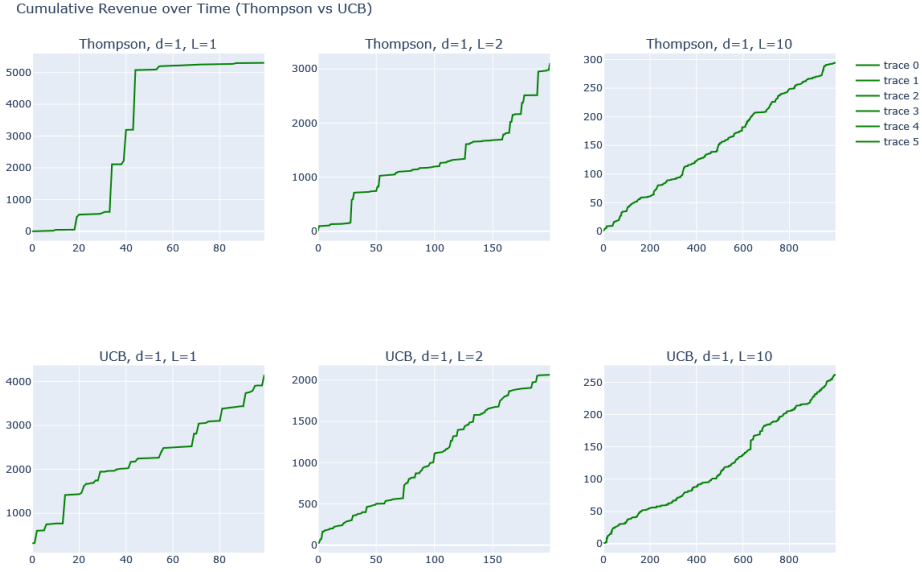 Cumulative Revenue over Time (Thompson vs UCB)
Thompson, d=1, L=1
5000
4000
3000
2000
1000
0
0 20 40 60 80
Thompson, d=1, L=2
3000
2000
1000
0
0 50 100 150
Thompson, d=1, L=10
300
250
200
150
100
50
0
0 200 400 600 800
trace 0
trace 1
trace 2
trace 3
trace 4
trace 5
UCB, d=1, L=1
4000
3000
2000
1000
0 20 40 60 80
UCB, d=1, L=2
2000
1500
1000
500
0
0 50 100 150
UCB, d=1, L=10
250
200
150
100
50
0
0 200 400 600 800